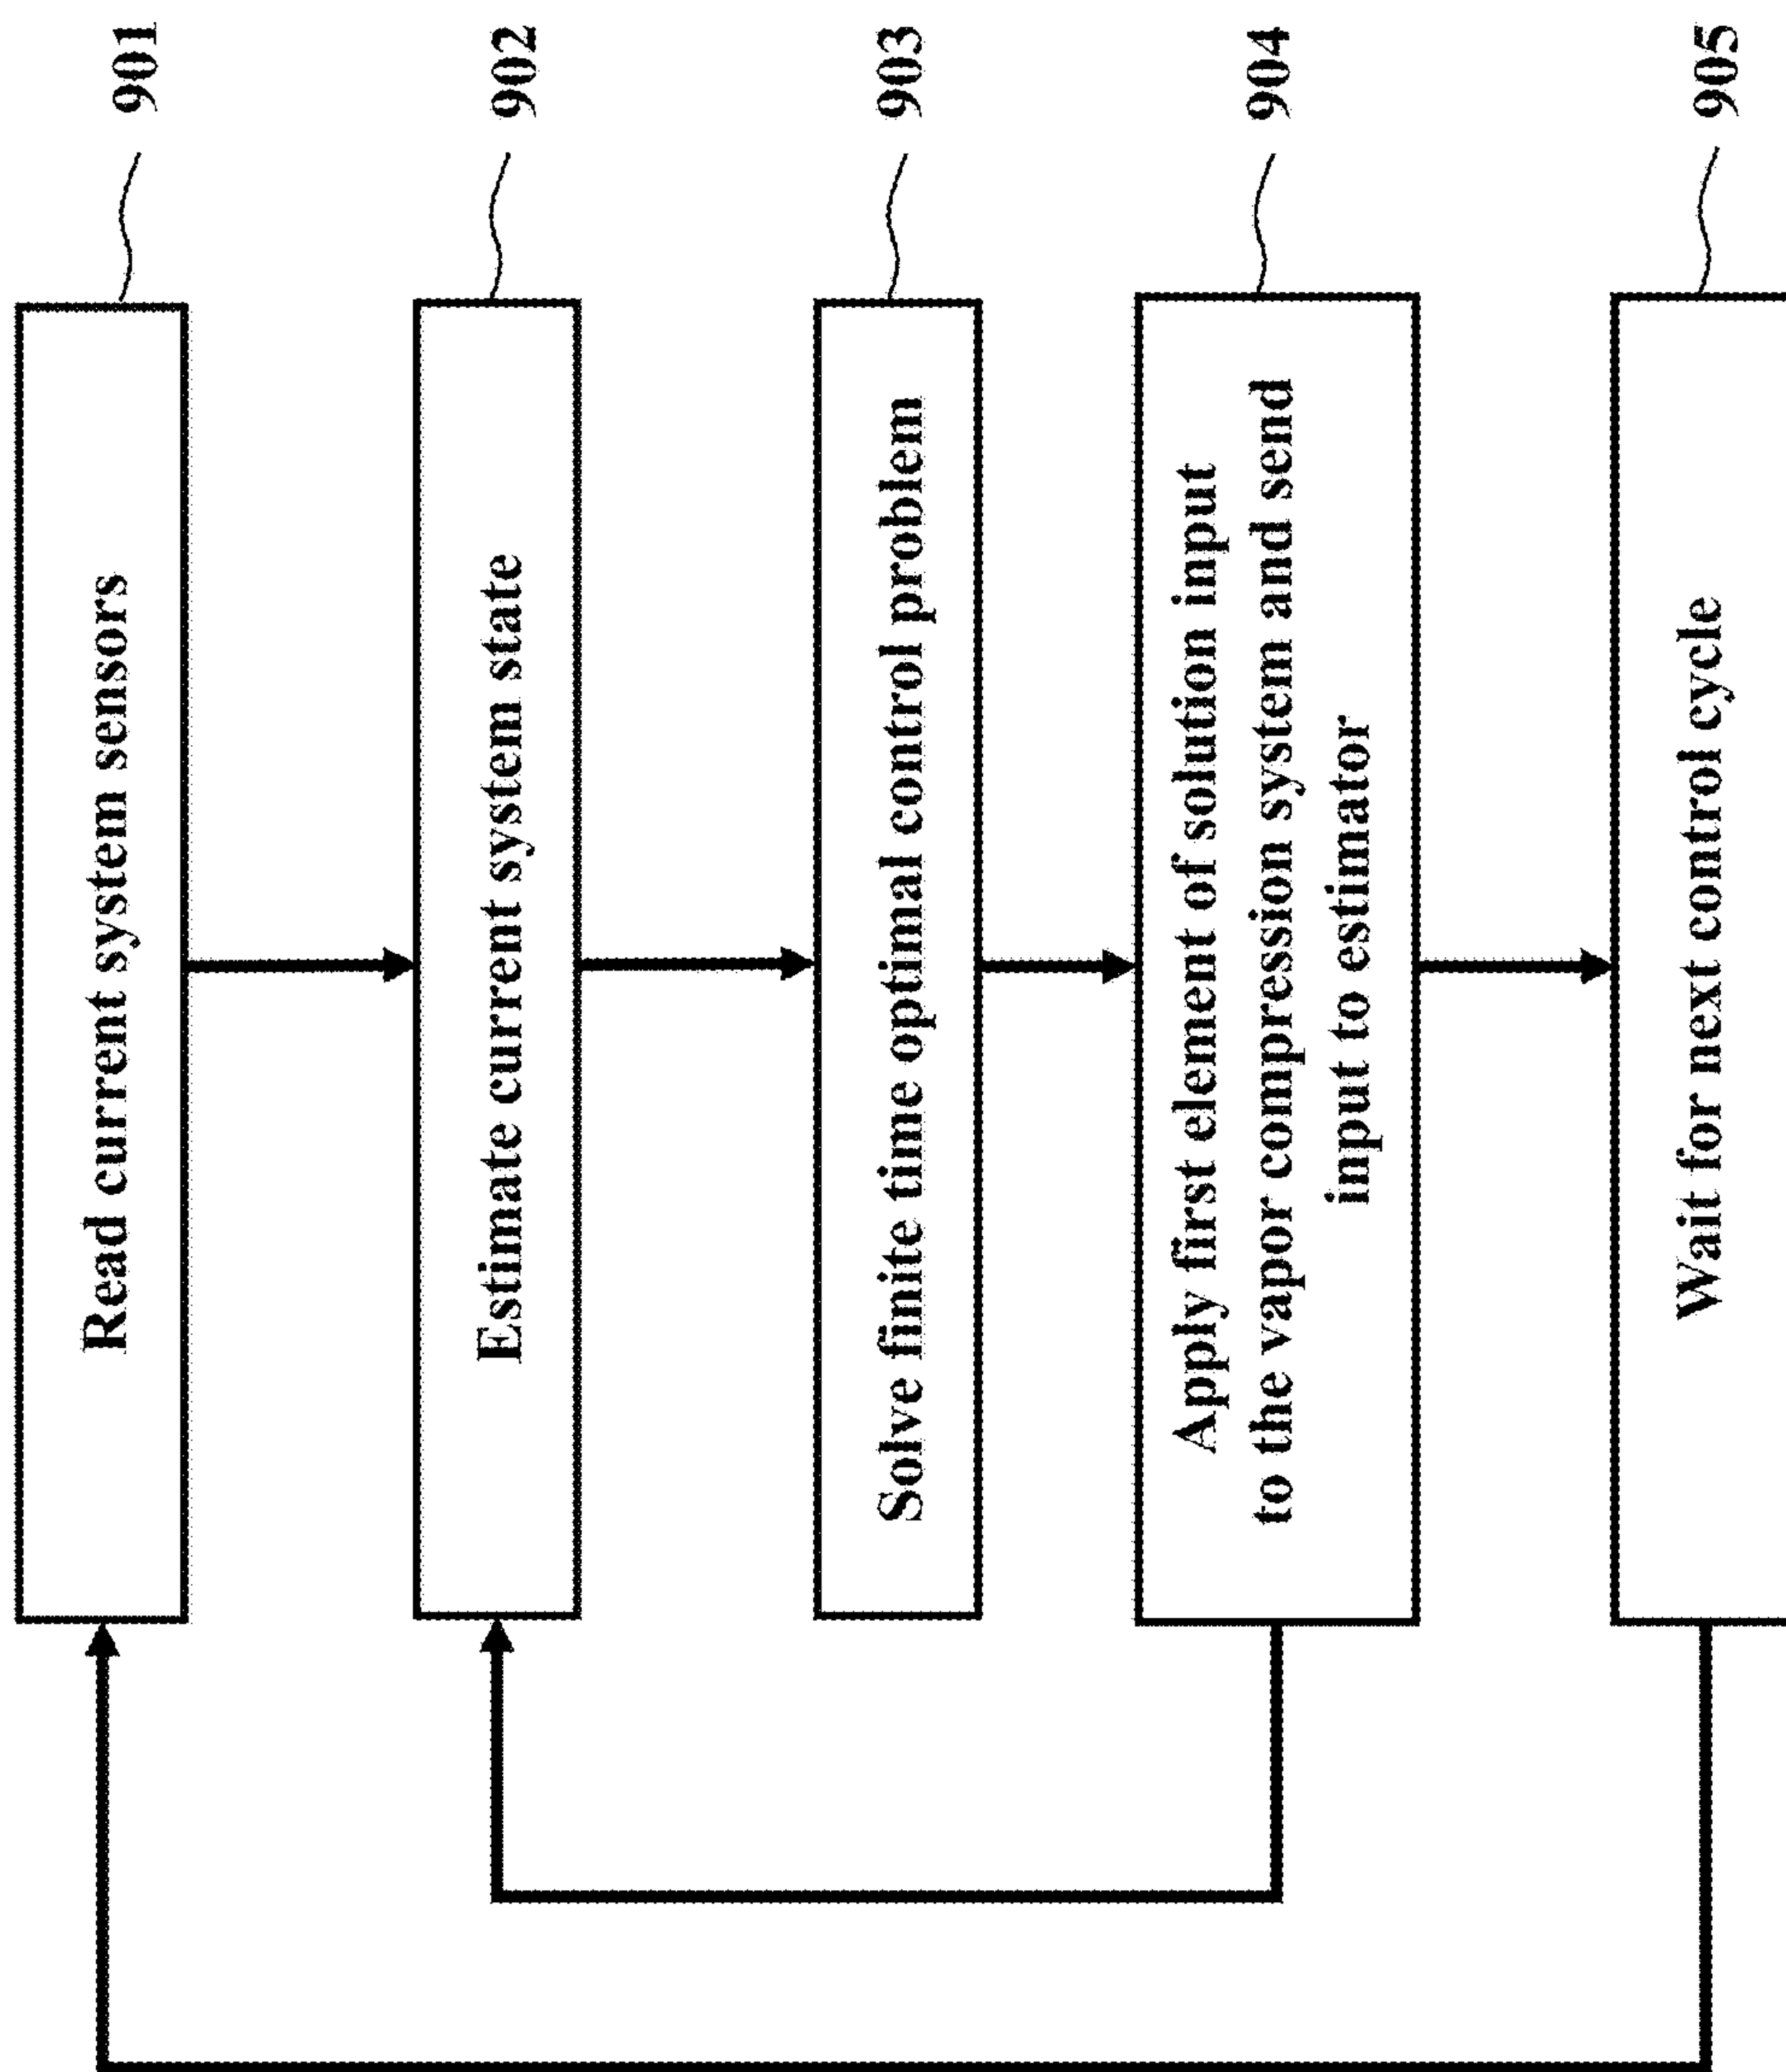 Read current system sensors
901
Estimate current system state
902
Solve finite time optimal control problem
903
Apply first element of solution input
to the vapor compression system and send
input to estimator
904
Wait for next control cycle
905